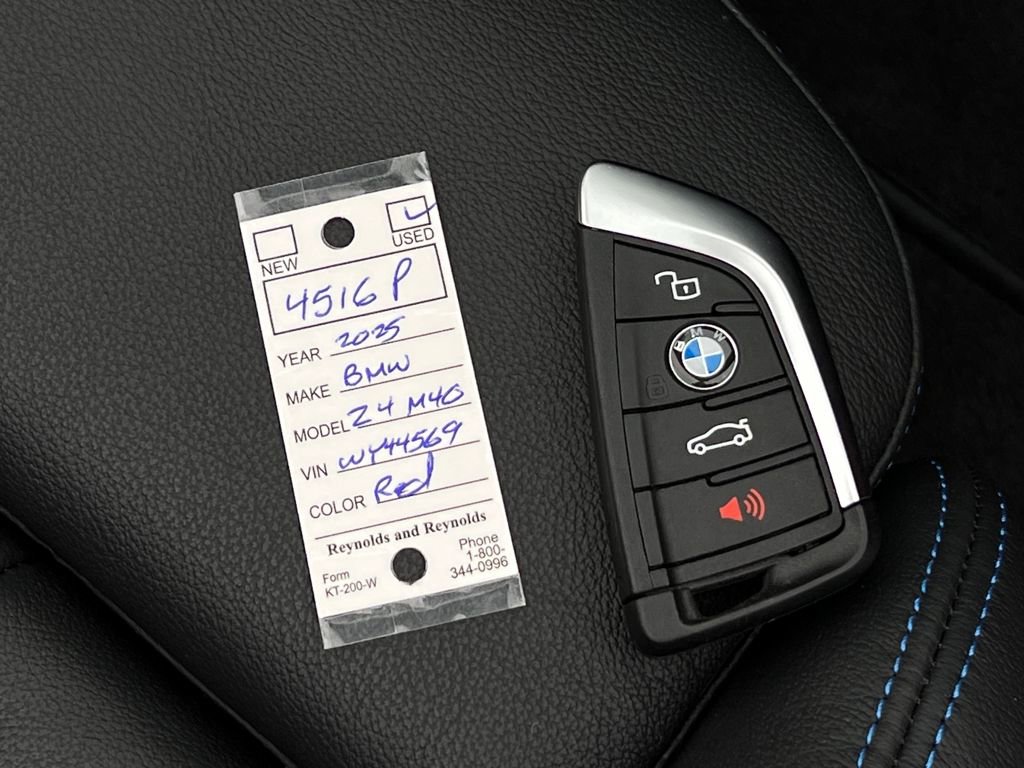 NEW
USED
4516 P
YEAR 2025
MAKE BMW
MODEL Z4 M40
VIN WY44569
COLOR Red
Reynolds and Reynolds
Form
KT-200-W
Phone
1-800-
344-0996
BMW